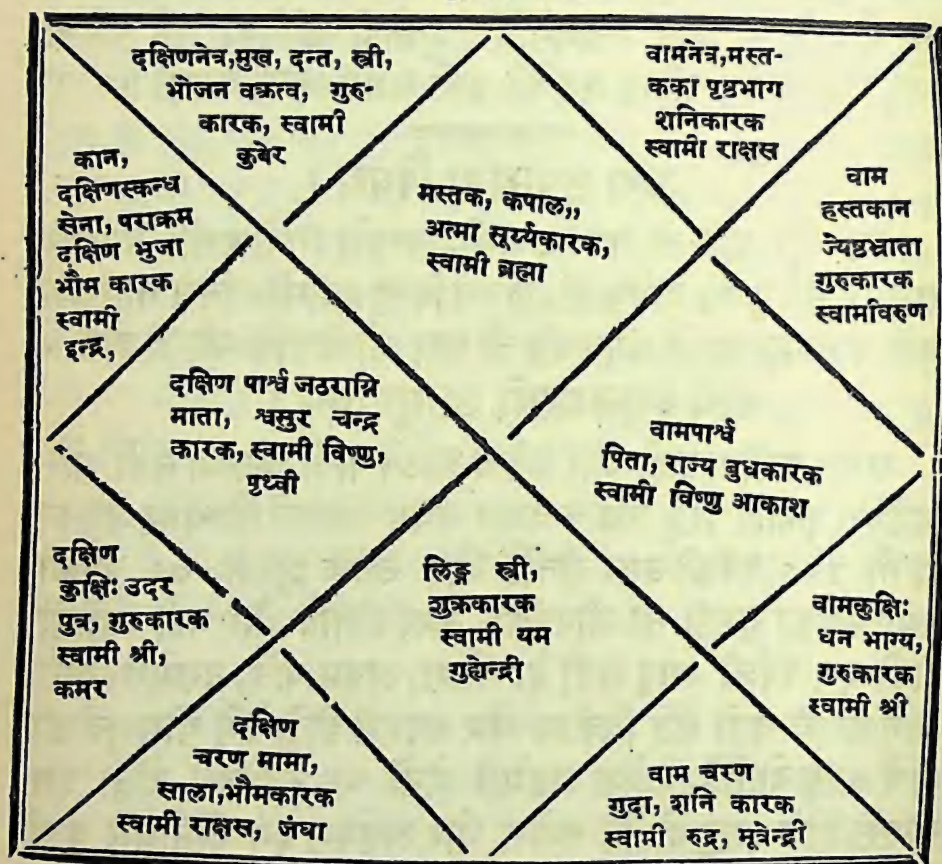 दक्षिणनेत्र,मुख, दन्त, स्त्री,
भोजन वक्रत्व, गुरु-
कारक, स्वामी
कुबेर
वामनेत्र,मस्त-
कका पृष्ठभाग
शनिकारक
स्वामी राक्षस
कान,
दक्षिणस्कन्ध
सेना, पराक्रम
दक्षिण भुजा
भौम कारक
स्वामी
इन्द्र,
मस्तक, कपाल,,
अत्मा सूर्य्यकारक,
स्वामी ब्रह्मा
वाम
हस्तकान
ज्येष्ठभ्राता
गुरुकारक
स्वामीवरुण
दक्षिण पार्श्व जठराग्नि
माता, श्वसुर चन्द्र
कारक, स्वामी विष्णु,
पृथ्वी
वामपार्श्व
पिता, राज्य बुधकारक
स्वामी विष्णु आकाश
दक्षिण
कुक्षिः उदर
पुत्र, गुरुकारक
स्वामी श्री,
कमर
लिङ्ग स्त्री,
शुक्रकारक
स्वामी यम
गुह्येन्द्री
वामकुक्षिः
धन भाग्य,
गुरुकारक
स्वामी श्री
दक्षिण
चरण मामा,
साला,भौमकारक
स्वामी राक्षस, जंघा
वाम चरण
गुदा, शनि कारक
स्वामी रुद्र, मूत्रेन्द्री